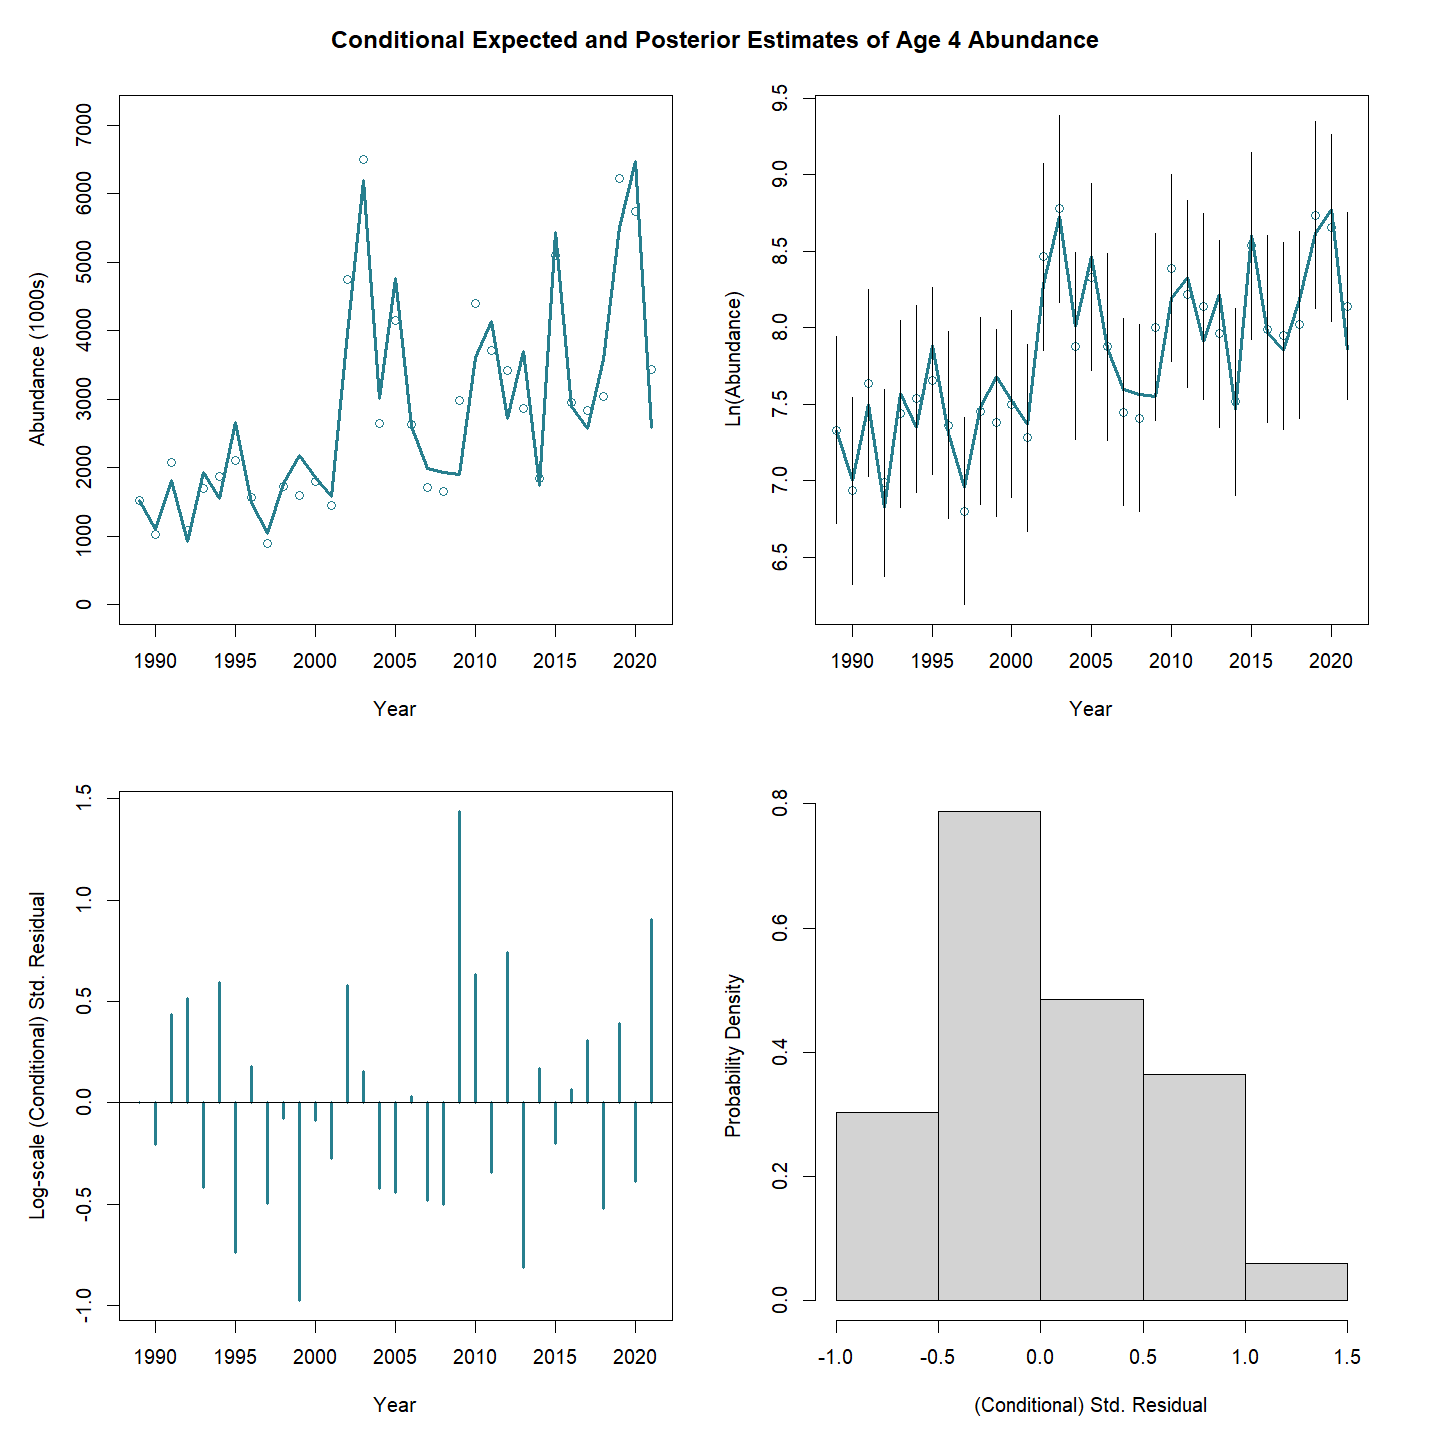 Conditional Expected and Posterior Estimates of Age 4 Abundance
Abundance (1000s)
7000
6000
5000
4000
3000
2000
1000
0
1990 1995 2000 2005 2010 2015 2020
Year
Ln(Abundance)
9.5
9.0
8.5
8.0
7.5
7.0
6.5
1990 1995 2000 2005 2010 2015 2020
Year
Log-scale (Conditional) Std. Residual
1.5
1.0
0.5
0.0
-0.5
-1.0
1990 1995 2000 2005 2010 2015 2020
Year
Probability Density
0.8
0.6
0.4
0.2
0.0
-1.0 -0.5 0.0 0.5 1.0 1.5
(Conditional) Std. Residual